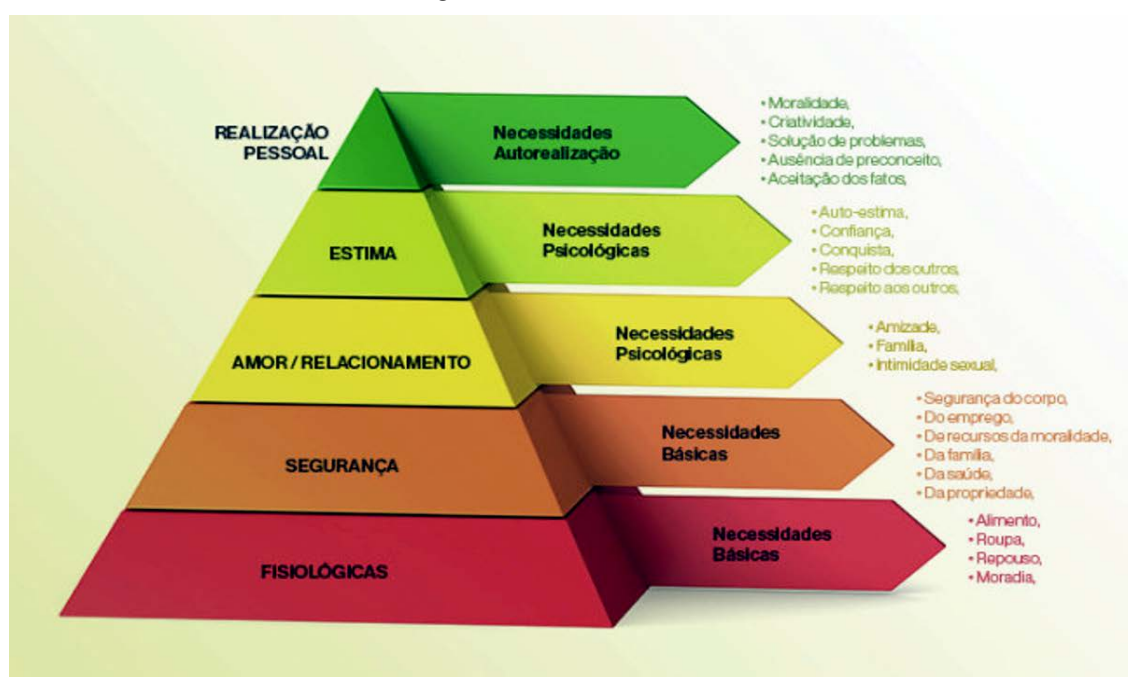 REALIZAÇÃO
PESSOAL
Necessidades
Autorealização
• Moralidade,
• Criatividade,
• Solução de problemas,
• Ausência de preconceito,
• Aceitação dos fatos,
ESTIMA
Necessidades
Psicológicas
• Auto-estima,
• Confiança,
• Conquista,
• Respeito dos outros,
• Respeito aos outros,
AMOR / RELACIONAMENTO
Necessidades
Psicológicas
• Amizade,
• Família,
• Intimidade sexual,
SEGURANÇA
Necessidades
Básicas
• Segurança do corpo,
• Do emprego,
• De recursos da moralidade,
• Da família,
• Da saúde,
• Da propriedade,
FISIOLÓGICAS
Necessidades
Básicas
• Alimento,
• Roupa,
• Repouso,
• Moradia,